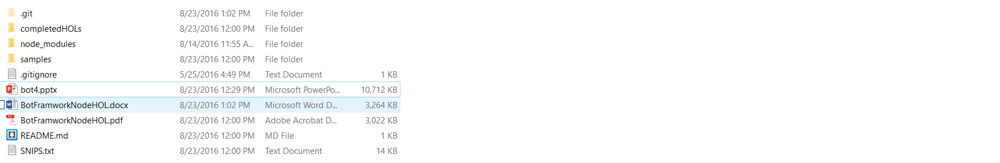 .git 8/23/2016 1:02 PM File folder
completedHOLs 8/23/2016 12:00 PM File folder
node_modules 8/14/2016 11:55 A... File folder
samples 8/23/2016 12:00 PM File folder
.gitignore 5/25/2016 4:49 PM Text Document 1 KB
bot4.pptx 8/23/2016 12:29 PM Microsoft PowerPo... 10,712 KB
BotFramworkNodeHOL.docx 8/23/2016 1:02 PM Microsoft Word D... 3,264 KB
BotFramworkNodeHOL.pdf 8/23/2016 12:00 PM Adobe Acrobat D... 3,022 KB
README.md 8/23/2016 12:00 PM MD File 1 KB
SNIPS.txt 8/23/2016 12:00 PM Text Document 14 KB